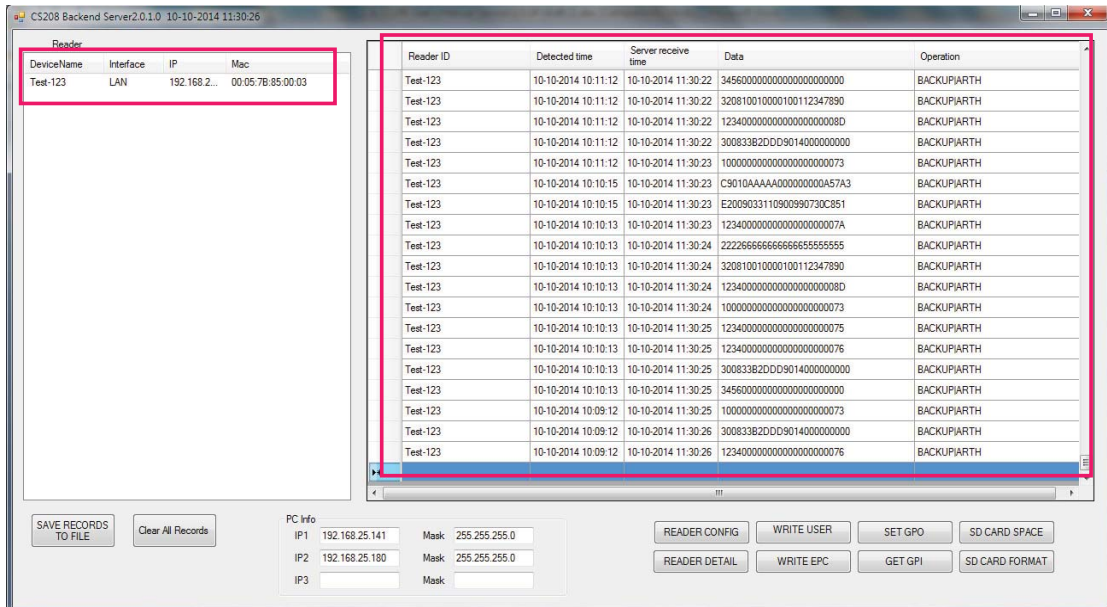 CS208 Backend Server2.0.1.0 10-10-2014 11:30:26
Reader
DeviceName Interface IP Mac
Test-123 LAN 192.168.2... 00:05:7B:85:00:03
Reader ID Detected time Server receive time Data Operation
Test-123 10-10-2014 10:11:12 10-10-2014 11:30:22 345600000000000000000000 BACKUP|ARTH
Test-123 10-10-2014 10:11:12 10-10-2014 11:30:22 320810010000100112347890 BACKUP|ARTH
Test-123 10-10-2014 10:11:12 10-10-2014 11:30:22 12340000000000000000008D BACKUP|ARTH
Test-123 10-10-2014 10:11:12 10-10-2014 11:30:22 300833B2DDD9014000000000 BACKUP|ARTH
Test-123 10-10-2014 10:11:12 10-10-2014 11:30:23 100000000000000000000073 BACKUP|ARTH
Test-123 10-10-2014 10:10:15 10-10-2014 11:30:23 C9010AAAAA000000000A57A3 BACKUP|ARTH
Test-123 10-10-2014 10:10:15 10-10-2014 11:30:23 E2009033110900990730C851 BACKUP|ARTH
Test-123 10-10-2014 10:10:13 10-10-2014 11:30:23 12340000000000000000007A BACKUP|ARTH
Test-123 10-10-2014 10:10:13 10-10-2014 11:30:24 222266666666666655555555 BACKUP|ARTH
Test-123 10-10-2014 10:10:13 10-10-2014 11:30:24 320810010000100112347890 BACKUP|ARTH
Test-123 10-10-2014 10:10:13 10-10-2014 11:30:24 12340000000000000000008D BACKUP|ARTH
Test-123 10-10-2014 10:10:13 10-10-2014 11:30:24 100000000000000000000073 BACKUP|ARTH
Test-123 10-10-2014 10:10:13 10-10-2014 11:30:25 123400000000000000000075 BACKUP|ARTH
Test-123 10-10-2014 10:10:13 10-10-2014 11:30:25 123400000000000000000076 BACKUP|ARTH
Test-123 10-10-2014 10:10:13 10-10-2014 11:30:25 300833B2DDD9014000000000 BACKUP|ARTH
Test-123 10-10-2014 10:10:13 10-10-2014 11:30:25 345600000000000000000000 BACKUP|ARTH
Test-123 10-10-2014 10:09:12 10-10-2014 11:30:25 100000000000000000000073 BACKUP|ARTH
Test-123 10-10-2014 10:09:12 10-10-2014 11:30:26 300833B2DDD9014000000000 BACKUP|ARTH
Test-123 10-10-2014 10:09:12 10-10-2014 11:30:26 123400000000000000000076 BACKUP|ARTH
SAVE RECORDS TO FILE
Clear All Records
PC Info
IP1 192.168.25.141 Mask 255.255.255.0
IP2 192.168.25.180 Mask 255.255.255.0
IP3 Mask
READER CONFIG WRITE USER SET GPO SD CARD SPACE
READER DETAIL WRITE EPC GET GPI SD CARD FORMAT